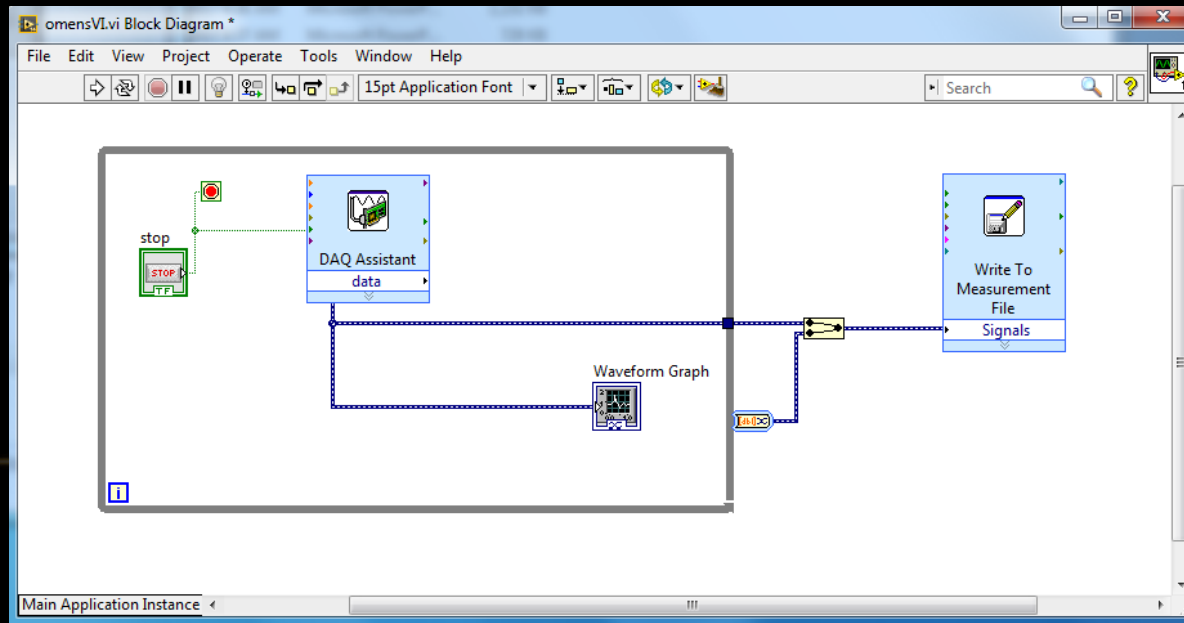 omensVI.vi Block Diagram *
File Edit View Project Operate Tools Window Help
15pt Application Font
Search
?
stop
STOP
TF
DAQ Assistant
data
Waveform Graph
Write To
Measurement
File
Signals
i
Main Application Instance